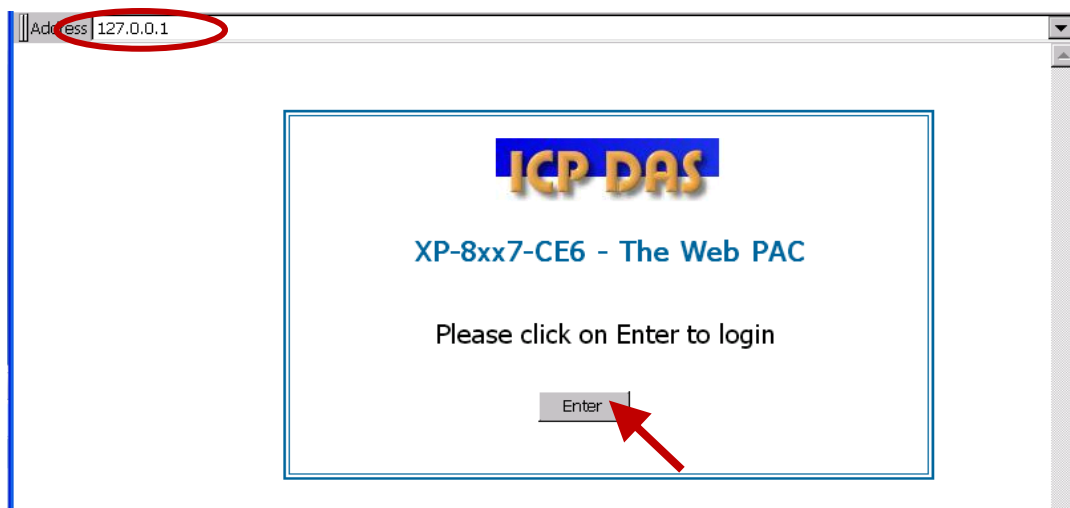 Address 127.0.0.1
ICP DAS
XP-8xx7-CE6 - The Web PAC
Please click on Enter to login
Enter